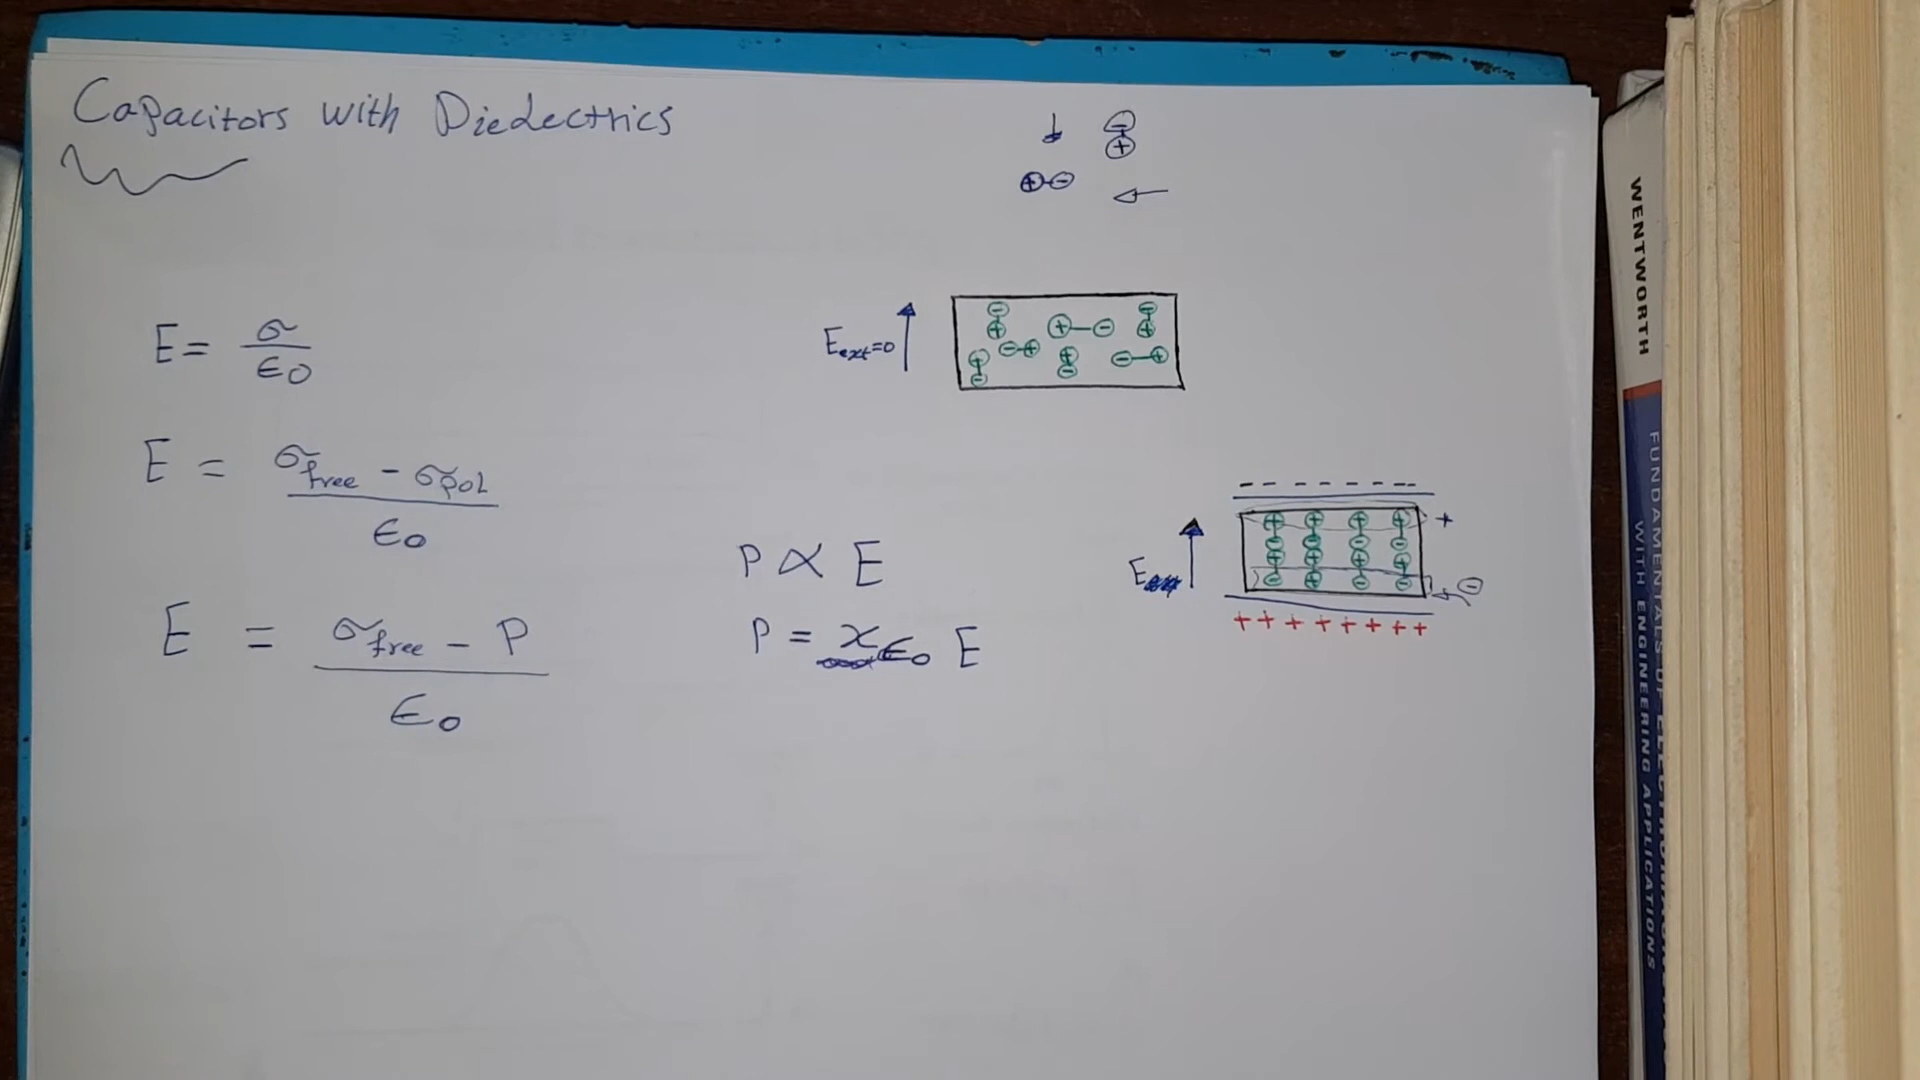 Capacitors with Dielectrics
E = σ / ϵ0
E = σfree - σpol / ϵ0
E = σfree - P / ϵ0
P ∝ E
P = χϵ0 E
Eext=0
- - - - - - - -
+
E
⊖
+ + + + + + + +
WENTWORTH
FUNDAMENTALS OF ELECTROMAGNETICS
WITH ENGINEERING APPLICATIONS